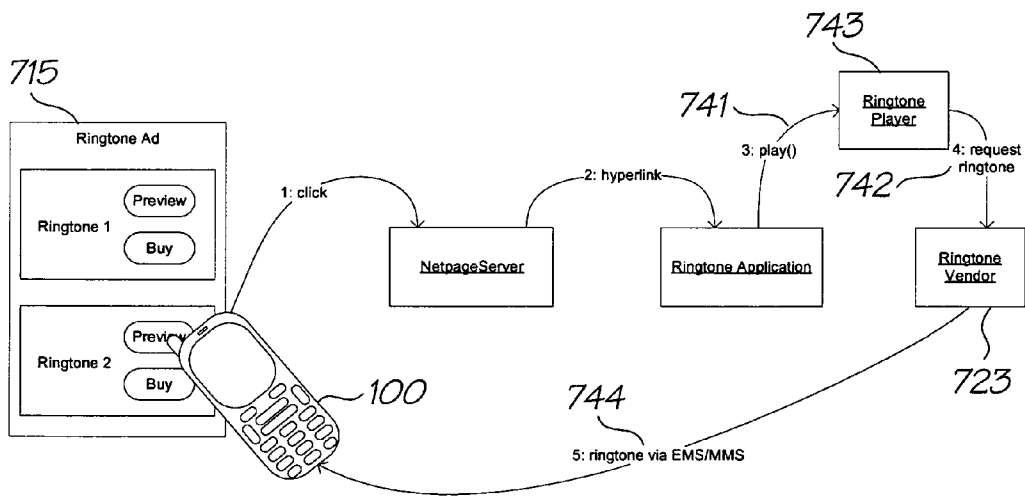 743
715
Ringtone Ad
Ringtone 1
Preview
Buy
Ringtone 2
Preview
Buy
100
1: click
NetpageServer
2: hyperlink
Ringtone Application
741
3: play()
Ringtone
Player
4: request
ringtone
742
Ringtone
Vendor
723
744
5: ringtone via EMS/MMS